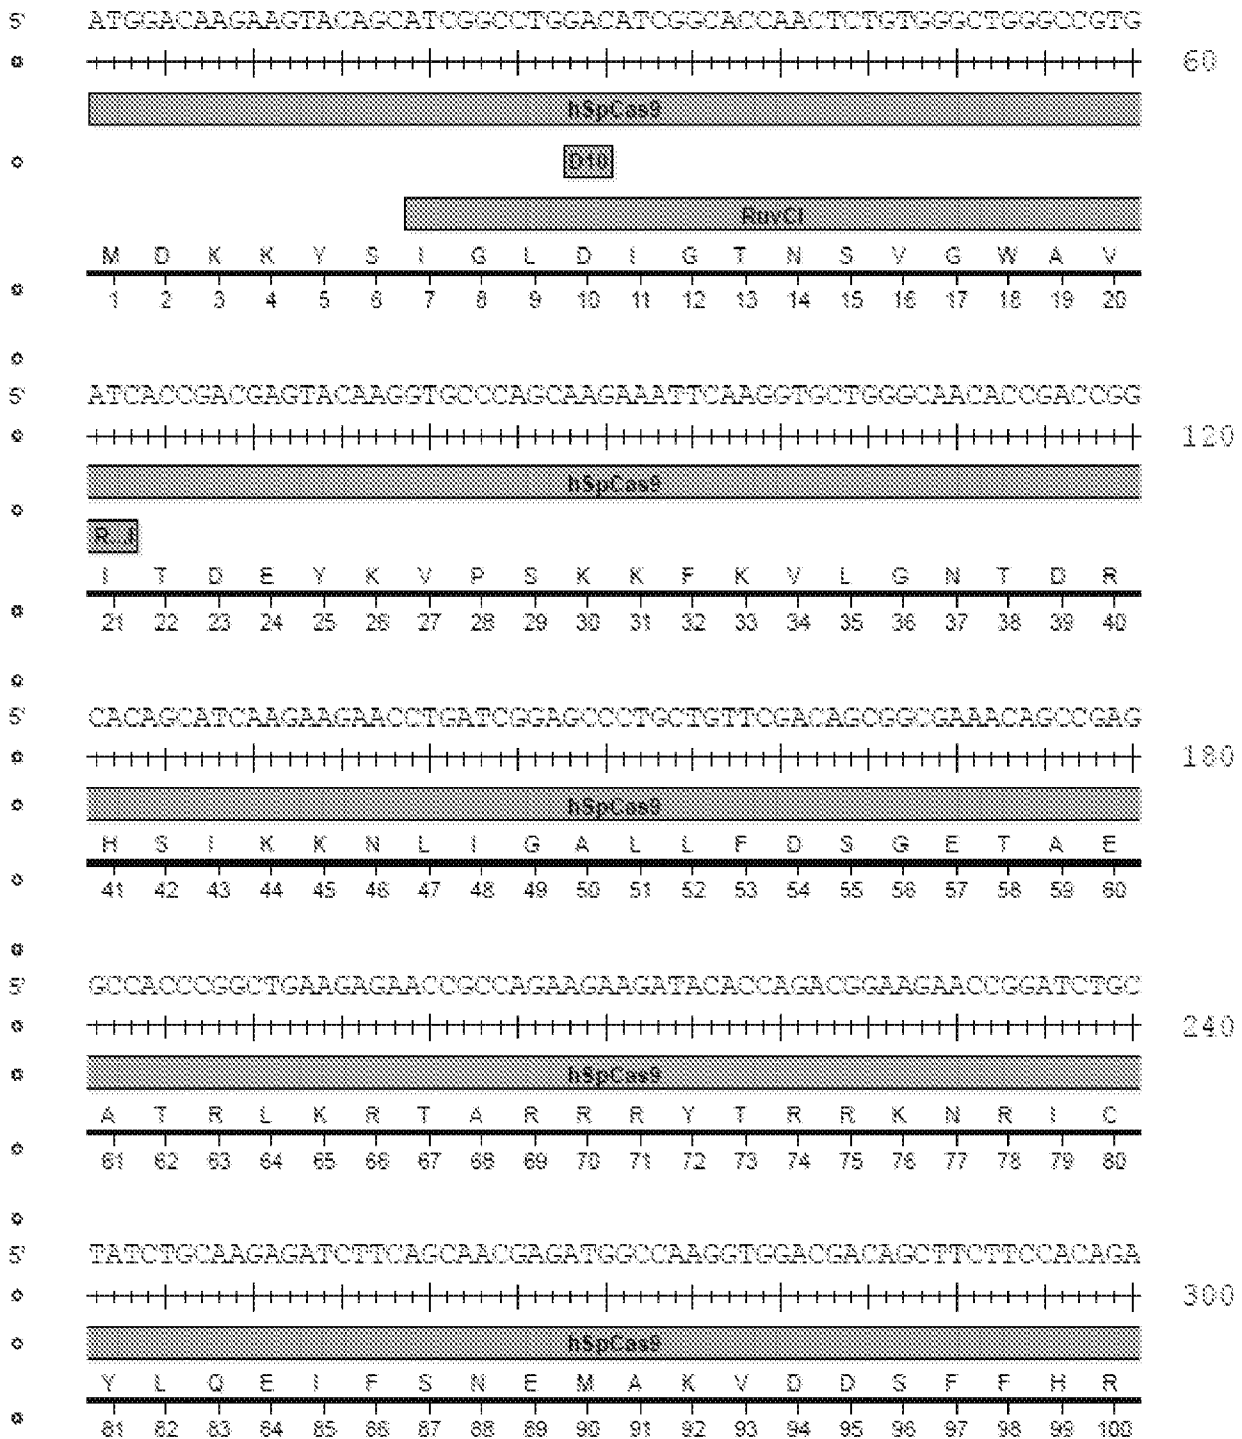 5' ATGGACAAGAAGTACAGCATCGGCCTGGACATCGGCACCAACTCTGTGGGCTGGGCCGTG
60
hSpCas9
D10
RuvCI
M D K K Y S I G L D I G T N S V G W A V
1 2 3 4 5 6 7 8 9 10 11 12 13 14 15 16 17 18 19 20
5' ATCACCGACGAGTACAAGGTGCCCAGCAAGAAATTCAAGGTGCTGGGCAACACCGACCGG
120
hSpCas9
R...I
I T D E Y K V P S K K F K V L G N T D R
21 22 23 24 25 26 27 28 29 30 31 32 33 34 35 36 37 38 39 40
5' CACAGCATCAAGAAGAACCTGATCGGAGCCCTGCTGTTCGACAGCGGCGAAACAGCCGAG
180
hSpCas9
H S I K K N L I G A L L F D S G E T A E
41 42 43 44 45 46 47 48 49 50 51 52 53 54 55 56 57 58 59 60
5' GCCACCCGGCTGAAGAGAACCGCCAGAAGAAGATACACCAGACGGAAGAACCGGATCTGC
240
hSpCas9
A T R L K R T A R R R Y T R R K N R I C
61 62 63 64 65 66 67 68 69 70 71 72 73 74 75 76 77 78 79 80
5' TATCTGCAAGAGATCTTCAGCAACGAGATGGCCAAGGTGGACGACAGCTTCTTCCACAGA
300
hSpCas9
Y L Q E I F S N E M A K V D D S F F H R
81 82 83 84 85 86 87 88 89 90 91 92 93 94 95 96 97 98 99 100